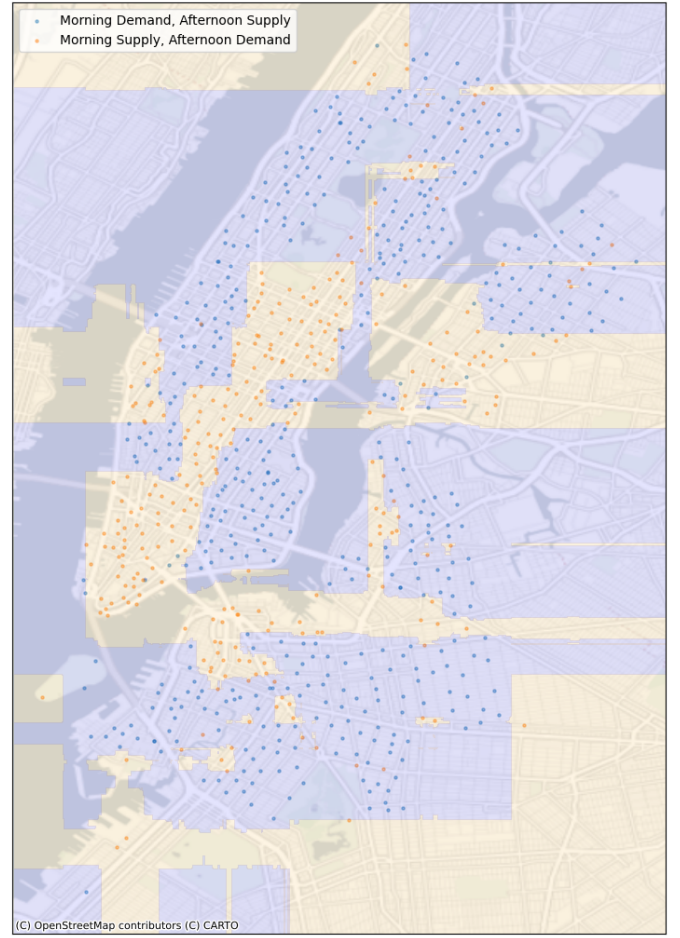 Morning Demand, Afternoon Supply
Morning Supply, Afternoon Demand
(C) OpenStreetMap contributors (C) CARTO